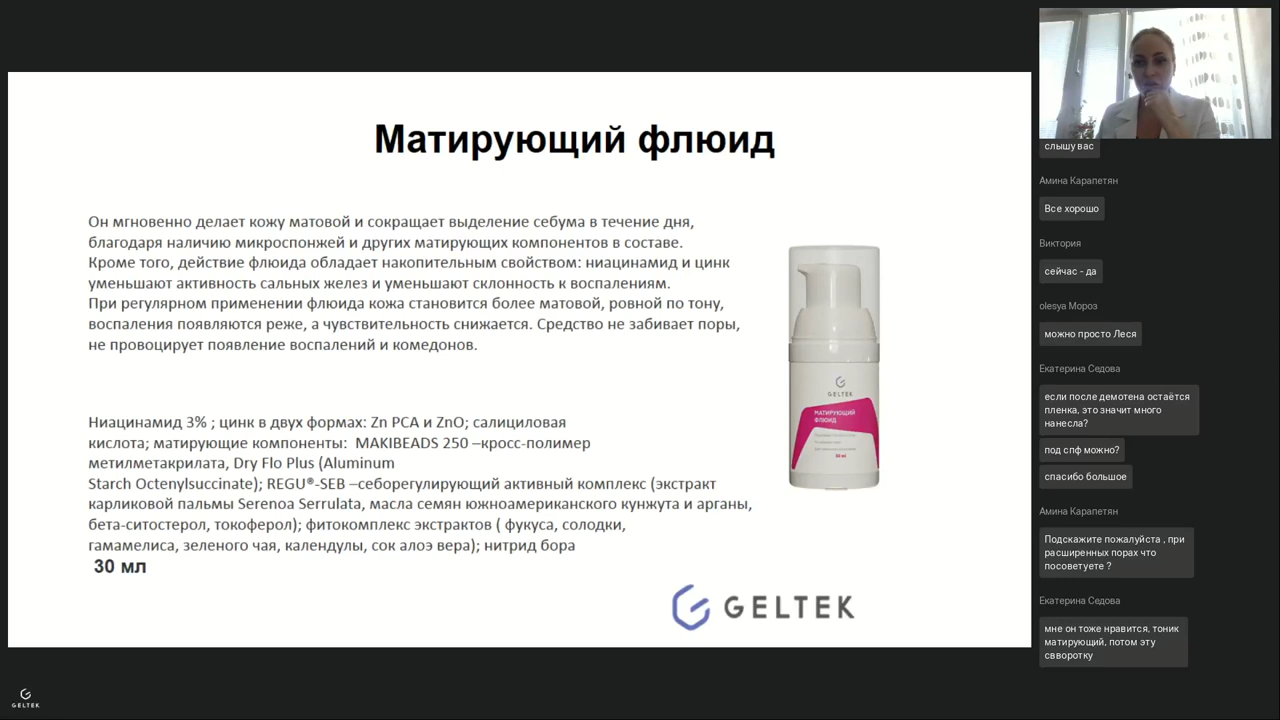 Матирующий флюид
Он мгновенно делает кожу матовой и сокращает выделение себума в течение дня,
благодаря наличию микроспонжей и других матирующих компонентов в составе.
Кроме того, действие флюида обладает накопительным свойством: ниацинамид и цинк
уменьшают активность сальных желез и уменьшают склонность к воспалениям.
При регулярном применении флюида кожа становится более матовой, ровной по тону,
воспаления появляются реже, а чувствительность снижается. Средство не забивает поры,
не провоцирует появление воспалений и комедонов.
Ниацинамид 3% ; цинк в двух формах: Zn PCA и ZnO; салициловая
кислота; матирующие компоненты: MAKIBEADS 250 –кросс-полимер
метилметакрилата, Dry Flo Plus (Aluminum
Starch Octenylsuccinate); REGU®-SEB –себорегулирующий активный комплекс (экстракт
карликовой пальмы Serenoa Serrulata, масла семян южноамериканского кунжута и арганы,
бета-ситостерол, токоферол); фитокомплекс экстрактов ( фукуса, солодки,
гамамелиса, зеленого чая, календулы, сок алоэ вера); нитрид бора
30 мл
GELTEK
МАТИРУЮЩИЙ
ФЛЮИД
30 мл
GELTEK
GELTEK
слышу вас
Амина Карапетян
Все хорошо
Виктория
сейчас - да
olesya Мороз
можно просто Леся
Екатерина Седова
если после демотена остаётся
пленка, это значит много
нанесла?
под спф можно?
спасибо большое
Амина Карапетян
Подскажите пожалуйста , при
расширенных порах что
посоветуете ?
Екатерина Седова
мне он тоже нравится, тоник
матирующий, потом эту
свворотку